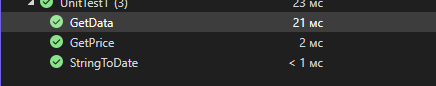 UnitTest1 (3) 23 мс
GetData 21 мс
GetPrice 2 мс
StringToDate < 1 мс